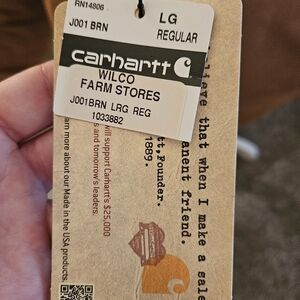 RN14806
J001 BRN
LG
REGULAR
carhartt
WILCO
FARM STORES
J001BRN LRG REG
1033882
believe that when I make a sale
anent friend.
tt, Founder.
1889.
will support Carhartt's $25,000
s and tomorrow's leaders.
arn more about our Made in the USA products.